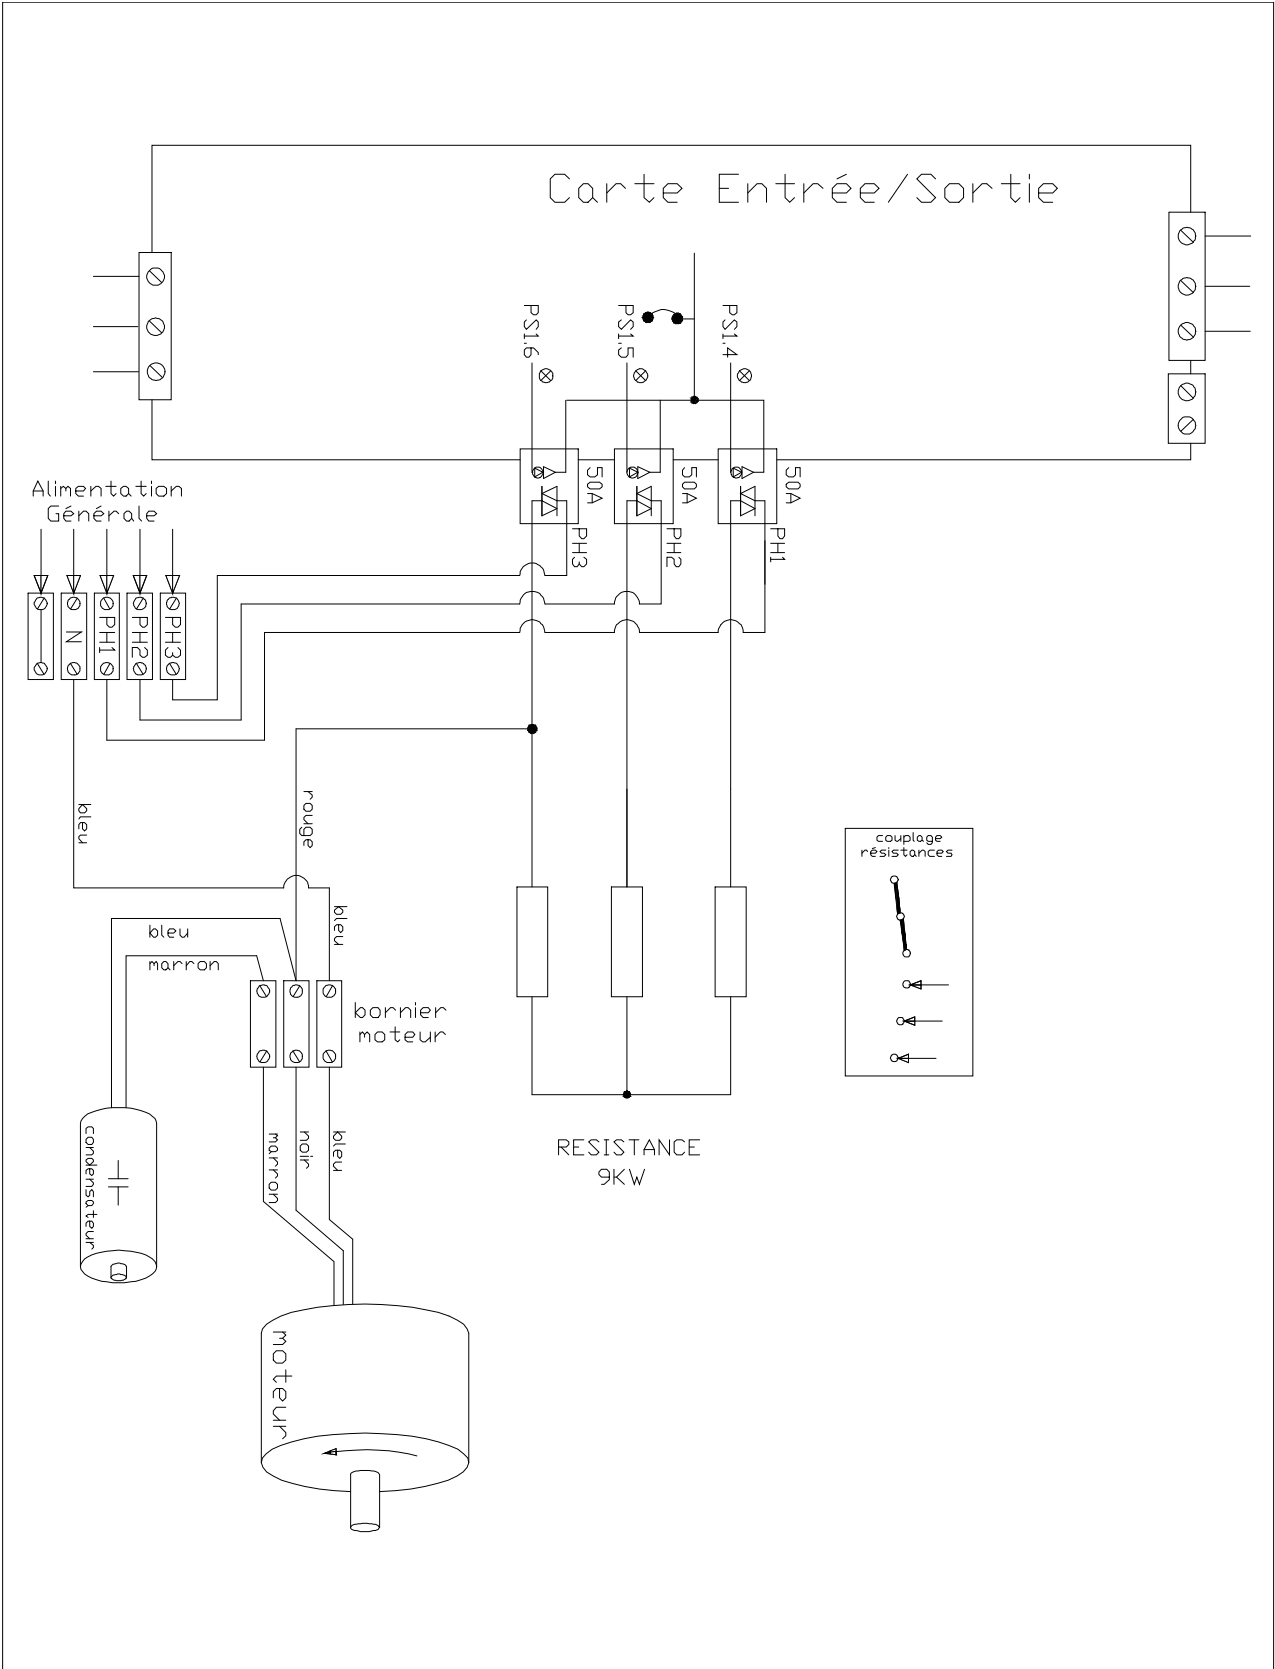 Carte Entrée/Sortie
PS1.6
PS1.5
PS1.4
50A
50A
50A
PH3
PH2
PH1
Alimentation
Générale
N
PH1
PH2
PH3
bleu
rouge
couplage
résistances
bleu
bleu
marron
bornier
moteur
condensateur
marron
noir
bleu
RESISTANCE
9KW
moteur